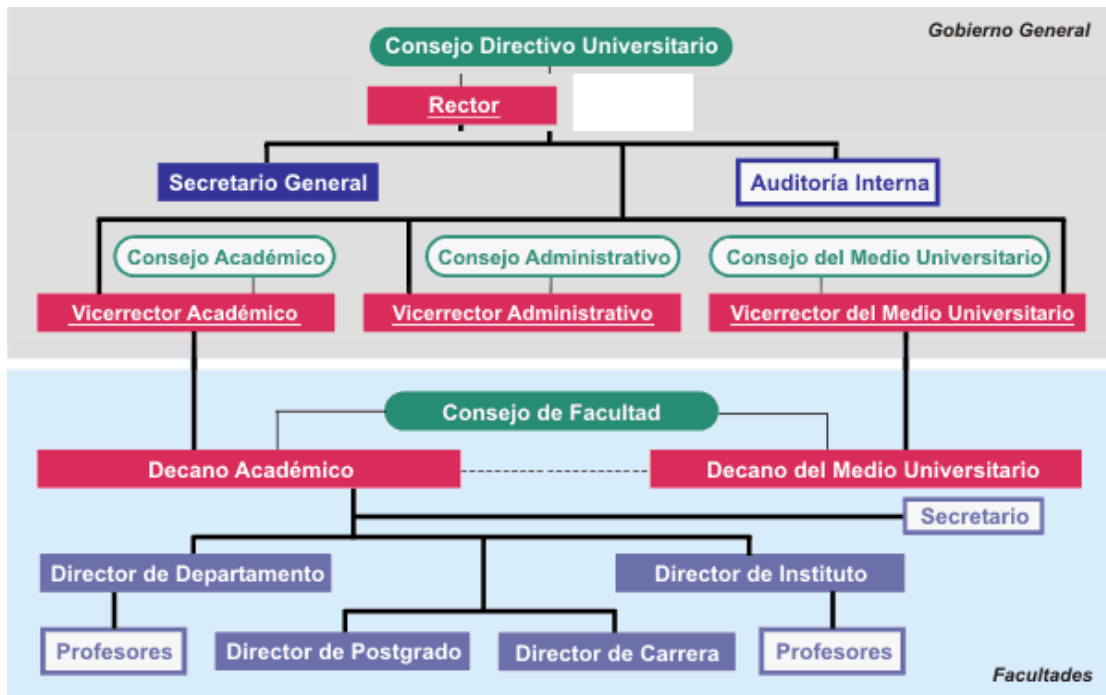 Gobierno General
Consejo Directivo Universitario
Rector
Secretario General
Auditoría Interna
Consejo Académico
Consejo Administrativo
Consejo del Medio Universitario
Vicerrector Académico
Vicerrector Administrativo
Vicerrector del Medio Universitario
Consejo de Facultad
Decano Académico
Decano del Medio Universitario
Secretario
Director de Departamento
Director de Instituto
Profesores
Director de Postgrado
Director de Carrera
Profesores
Facultades